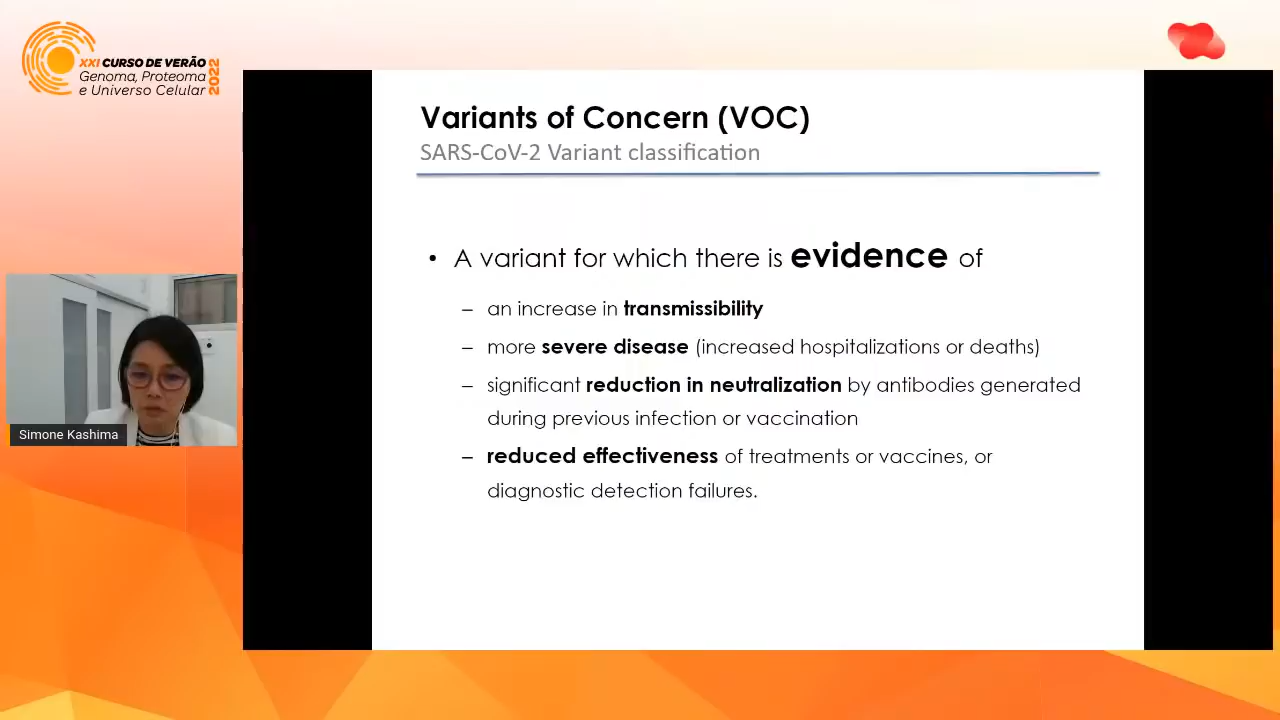 XXI CURSO DE VERÃO
Genoma, Proteoma
e Universo Celular
2022
Variants of Concern (VOC)
SARS-CoV-2 Variant classification
• A variant for which there is evidence of
– an increase in transmissibility
– more severe disease (increased hospitalizations or deaths)
– significant reduction in neutralization by antibodies generated
during previous infection or vaccination
– reduced effectiveness of treatments or vaccines, or
diagnostic detection failures.
Simone Kashima